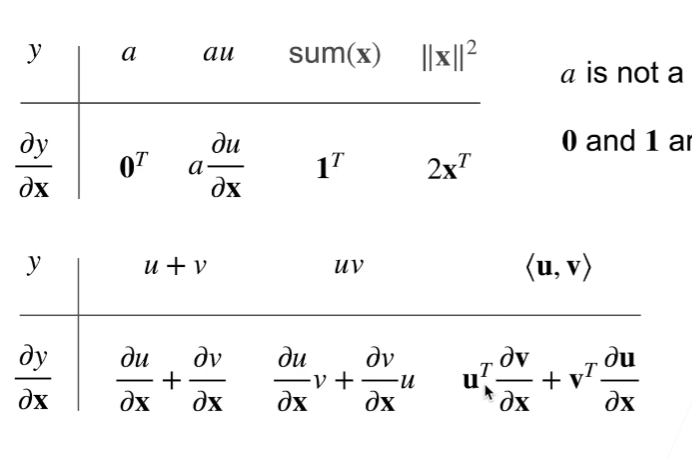 y a au sum(x) ‖x‖² a is not a
∂y/∂x 0ᵀ a ∂u/∂x 1ᵀ 2xᵀ 0 and 1 ar
y u + v uv ⟨u, v⟩
∂y/∂x ∂u/∂x + ∂v/∂x ∂u/∂x v + ∂v/∂x u uᵀ ∂v/∂x + vᵀ ∂u/∂x